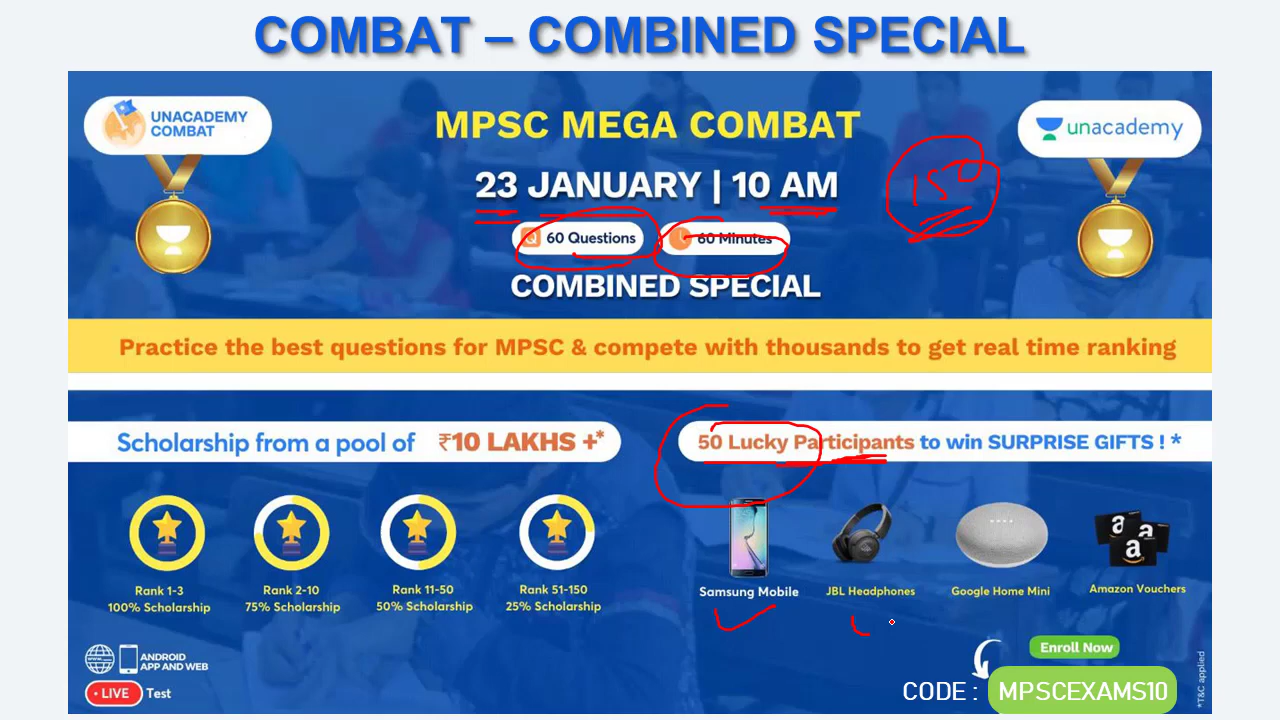 COMBAT – COMBINED SPECIAL
UNACADEMY
COMBAT
MPSC MEGA COMBAT
unacademy
23 JANUARY | 10 AM
150
60 Questions
60 Minutes
COMBINED SPECIAL
Practice the best questions for MPSC & compete with thousands to get real time ranking
Scholarship from a pool of ₹10 LAKHS +*
50 Lucky Participants to win SURPRISE GIFTS ! *
Rank 1-3
100% Scholarship
Rank 2-10
75% Scholarship
Rank 11-50
50% Scholarship
Rank 51-150
25% Scholarship
Samsung Mobile
JBL Headphones
Google Home Mini
a
a
a
Amazon Vouchers
www.
ANDROID
APP AND WEB
LIVE Test
Enroll Now
CODE : MPSCEXAMS10
*T&C applied